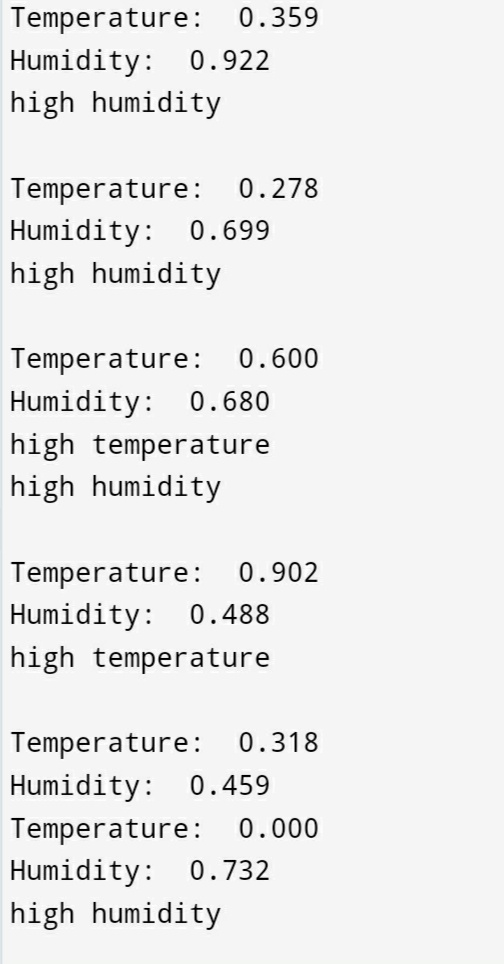 Temperature:  0.359
Humidity:  0.922
high humidity

Temperature:  0.278
Humidity:  0.699
high humidity

Temperature:  0.600
Humidity:  0.680
high temperature
high humidity

Temperature:  0.902
Humidity:  0.488
high temperature

Temperature:  0.318
Humidity:  0.459
Temperature:  0.000
Humidity:  0.732
high humidity